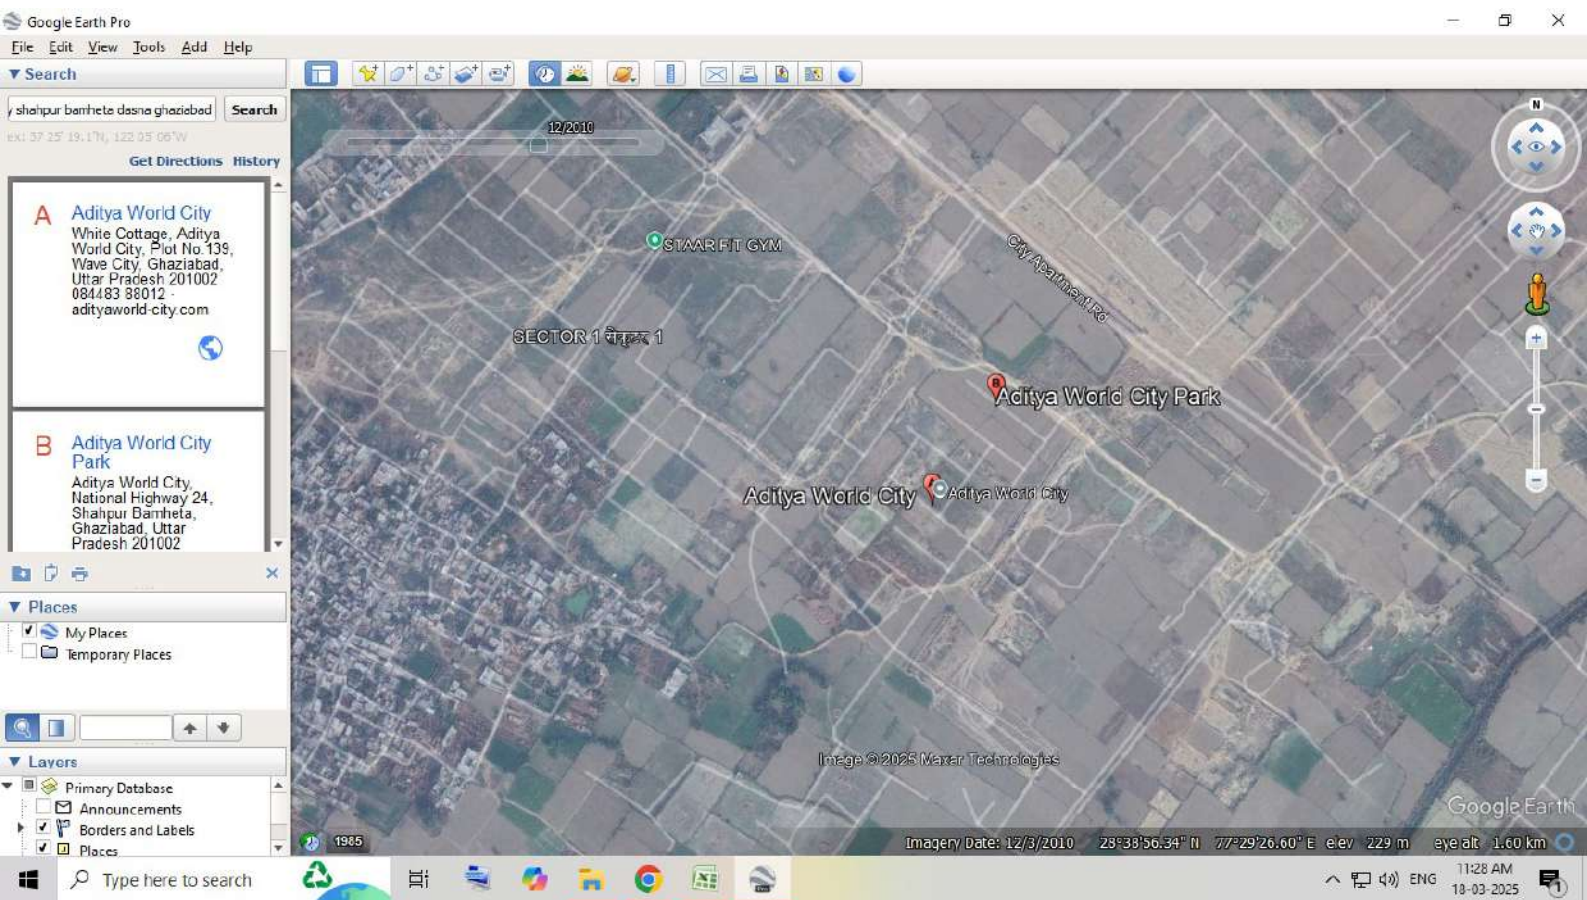 Google Earth Pro
File Edit View Tools Add Help
Search
y shahpur bamheta dasna ghaziabad Search
ex: 37 25' 19.1"N, 122 05' 06"W
Get Directions History
A Aditya World City
White Cottage, Aditya
World City, Plot No.139,
Wave City, Ghaziabad,
Uttar Pradesh 201002
084483 88012 -
adityaworld-city.com
B Aditya World City
Park
Aditya World City,
National Highway 24,
Shahpur Bamheta,
Ghaziabad, Uttar
Pradesh 201002
Places
My Places
Temporary Places
Layers
Primary Database
Announcements
Borders and Labels
Places
12/2010
N
STAAR FIT GYM
City Apartment Rd
SECTOR 1 सेक्टर 1
B
Aditya World City Park
Aditya World City
Aditya World City
Image © 2025 Maxar Technologies
Google Earth
1985
Imagery Date: 12/3/2010 28°38'56.34" N 77°29'26.60" E elev 229 m eye alt 1.60 km
Type here to search
ENG
11:28 AM
18-03-2025
1